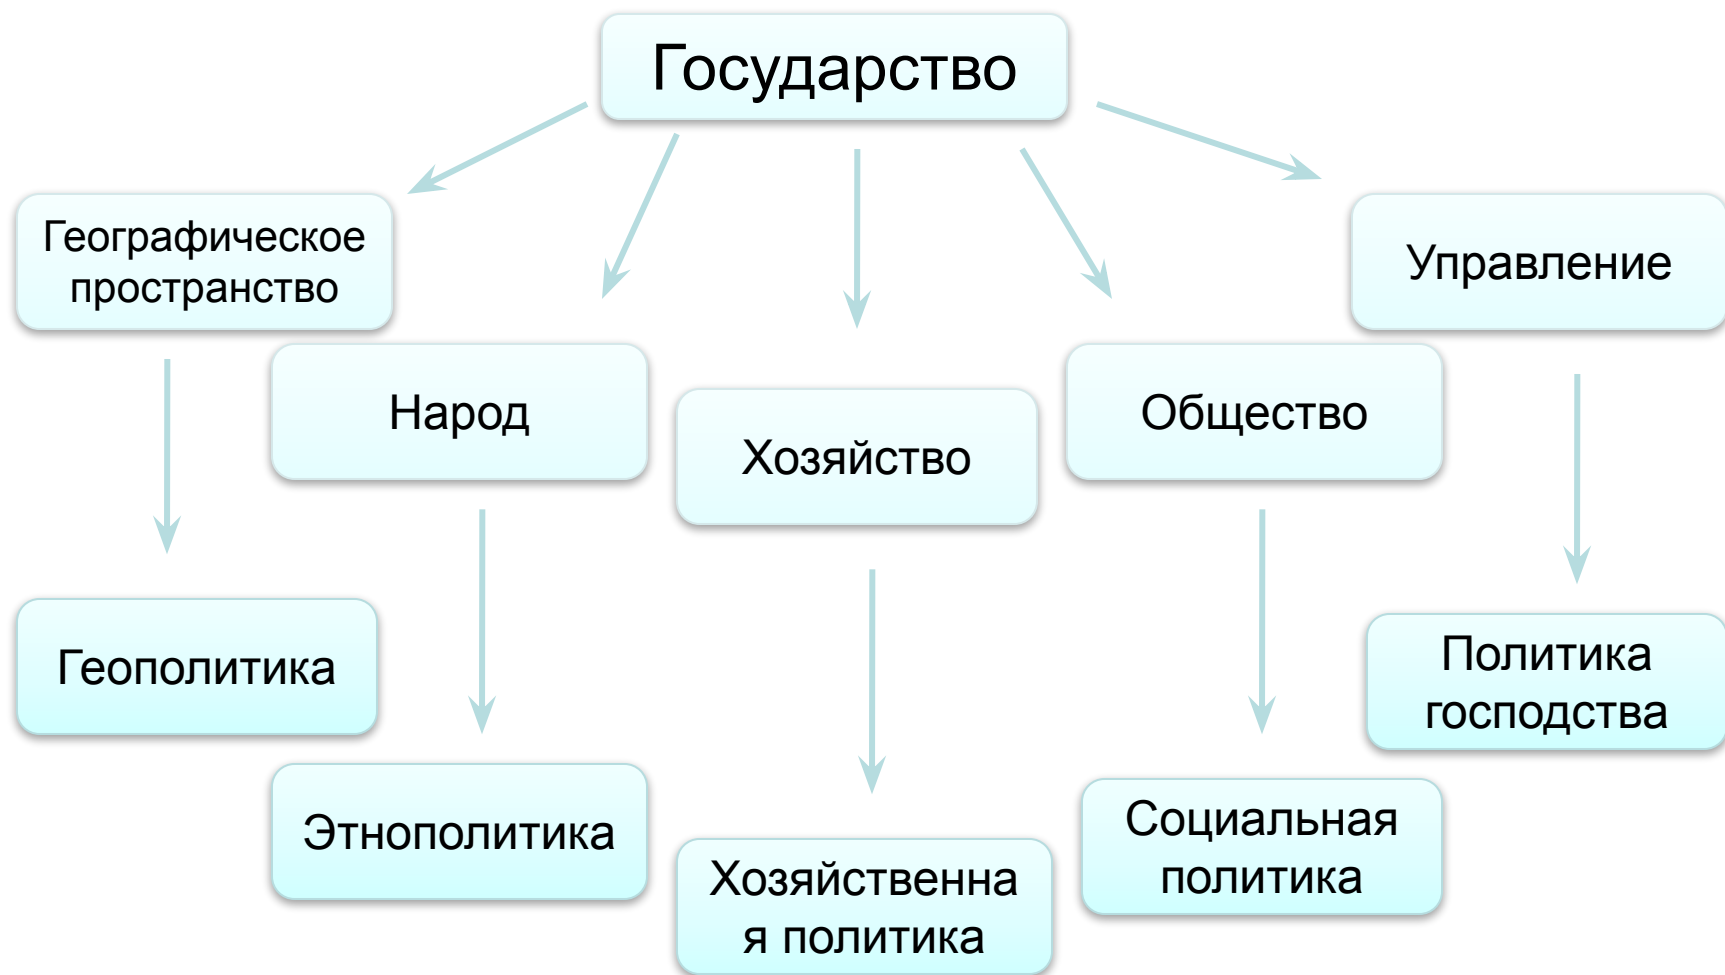 Государство
Географическое
пространство
Управление
Народ
Общество
Хозяйство
Геополитика
Политика
господства
Этнополитика
Социальная
политика
Хозяйственна
я политика